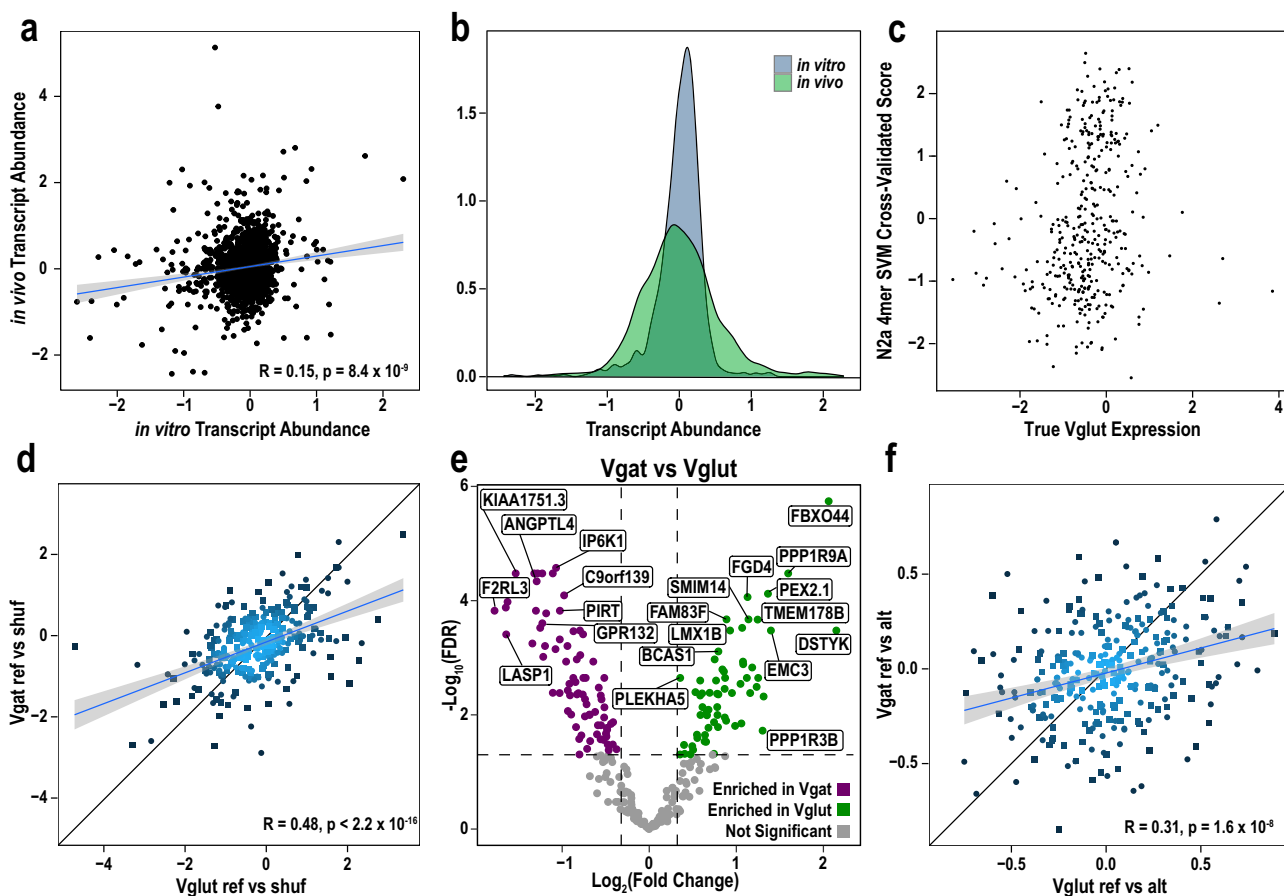 a
in vivo Transcript Abundance
4
2
0
−2
R = 0.15, p = 8.4 x 10-9
−2
−1
0
1
2
in vitro Transcript Abundance
b
in vitro
in vivo
1.5
1.0
0.5
0.0
−2
−1
0
1
2
Transcript Abundance
c
N2a 4mer SVM Cross-Validated Score
2
1
0
−1
−2
−2
0
2
4
True Vglut Expression
d
Vgat ref vs shuf
2
0
−2
−4
R = 0.48, p < 2.2 x 10-16
−4
−2
0
2
Vglut ref vs shuf
e
Vgat vs Vglut
-Log10(FDR)
6
4
2
0
KIAA1751.3
ANGPTL4
IP6K1
C9orf139
F2RL3
PIRT
GPR132
LASP1
FBXO44
PPP1R9A
FGD4
SMIM14
PEX2.1
FAM83F
TMEM178B
LMX1B
DSTYK
BCAS1
EMC3
PLEKHA5
PPP1R3B
Enriched in Vgat
Enriched in Vglut
Not Significant
−1
0
1
2
Log2(Fold Change)
f
Vgat ref vs alt
0.5
0.0
−0.5
R = 0.31, p = 1.6 x 10-8
−0.5
0.0
0.5
Vglut ref vs alt